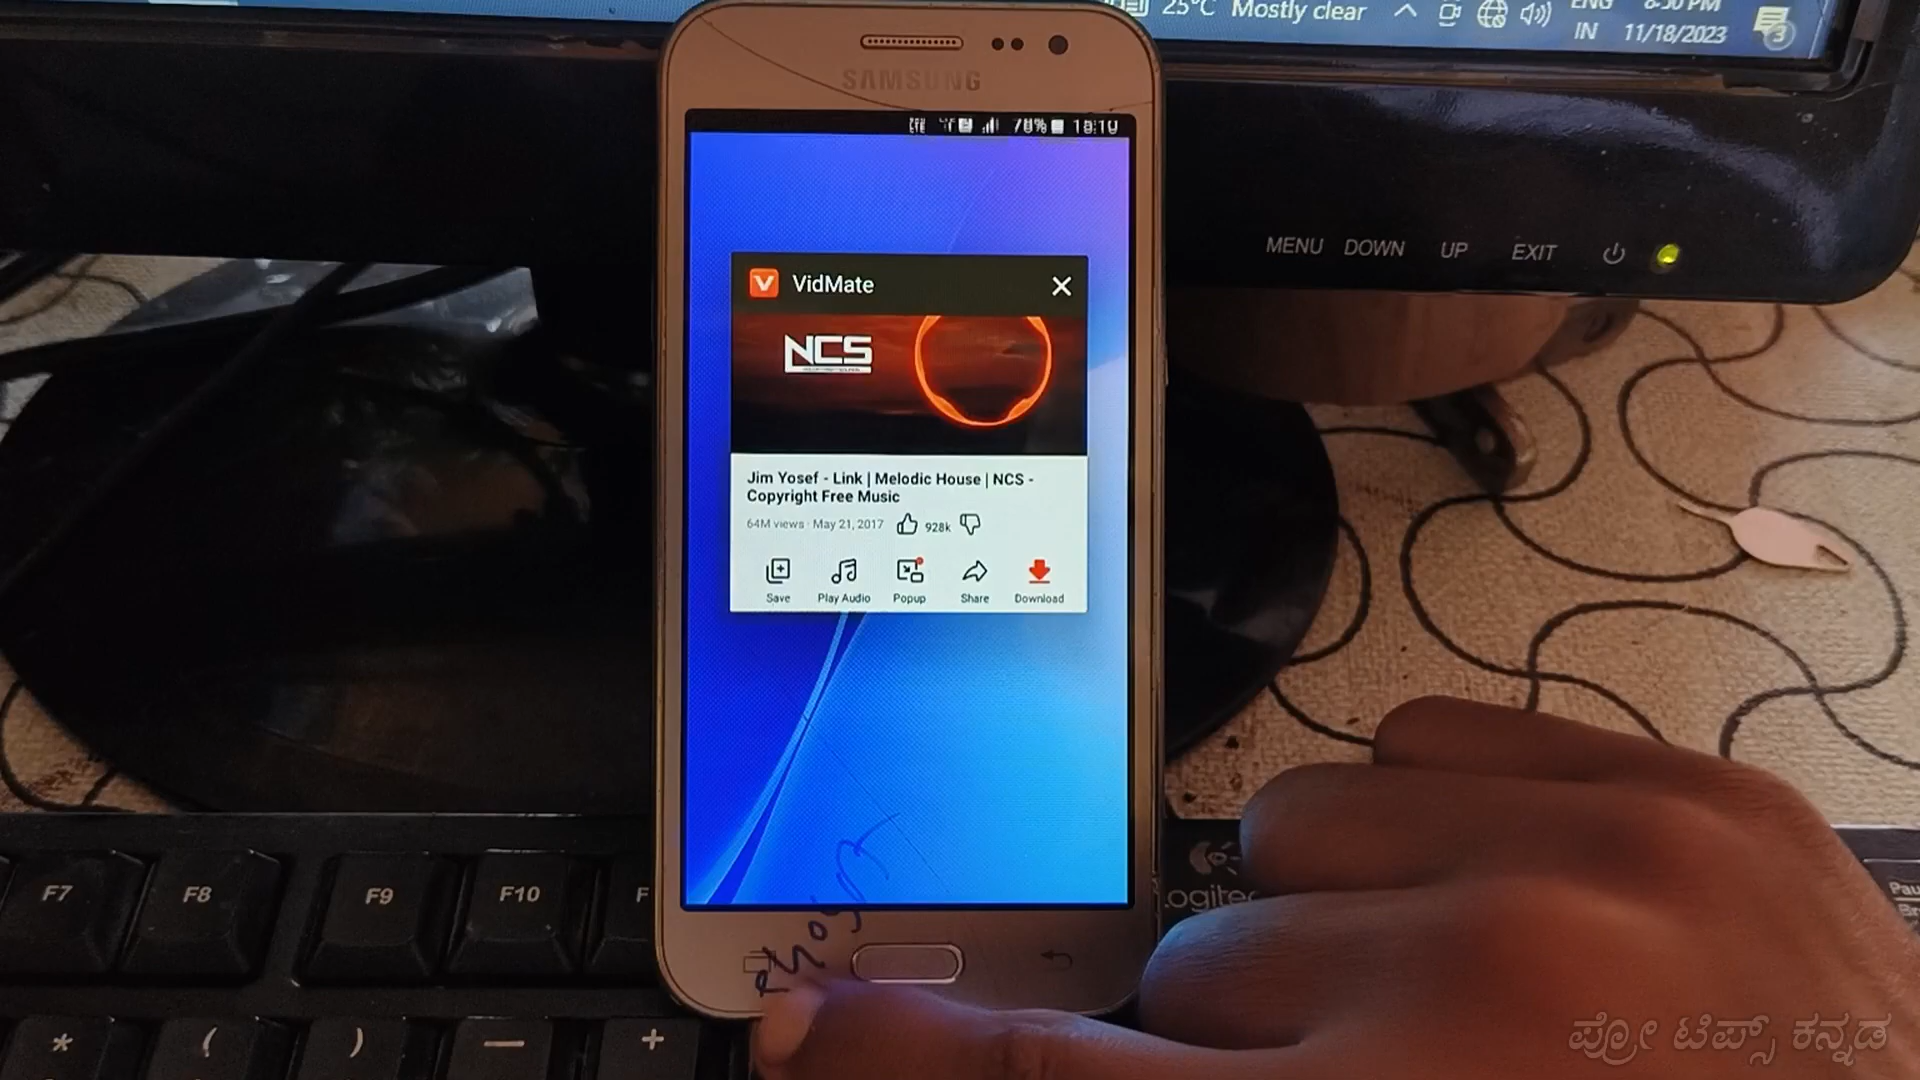 25°C Mostly clear
ENG
IN
11/18/2023
3
SAMSUNG
78%
MENU DOWN UP EXIT
VidMate
NCS
Jim Yosef - Link | Melodic House | NCS -
Copyright Free Music
64M views · May 21, 2017
928k
Save Play Audio Popup Share Download
F7 F8 F9 F10 F
* ( ) — +
ಪ್ರೋ ಟಿಪ್ಸ್ ಕನ್ನಡ